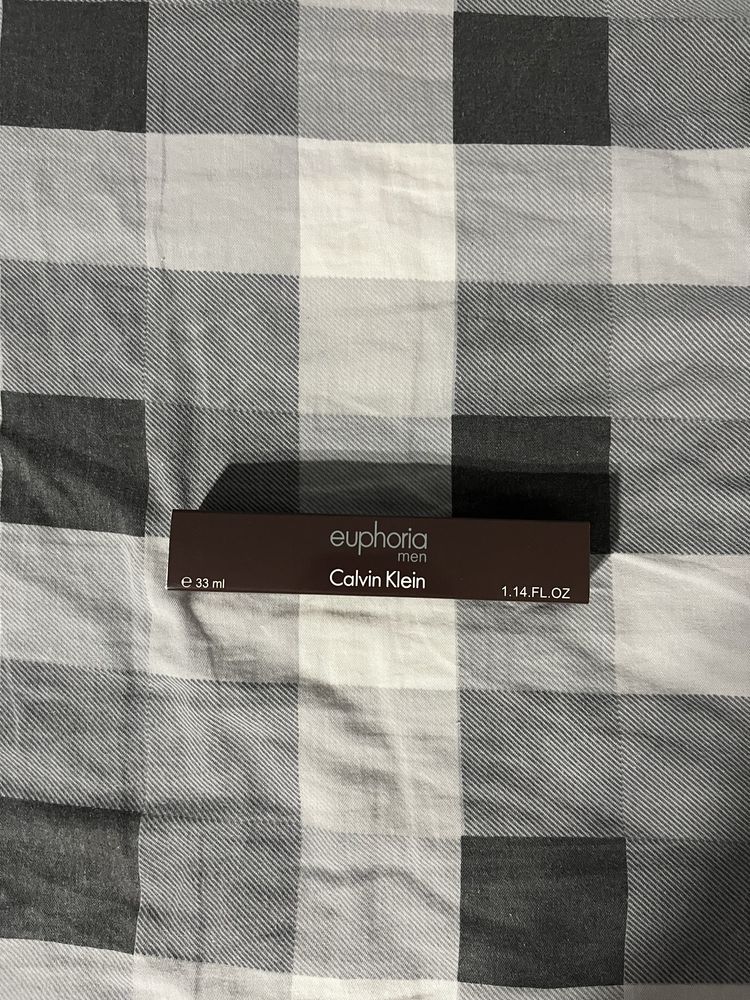 euphoria
men
Calvin Klein
℮ 33 ml
1.14.FL.OZ